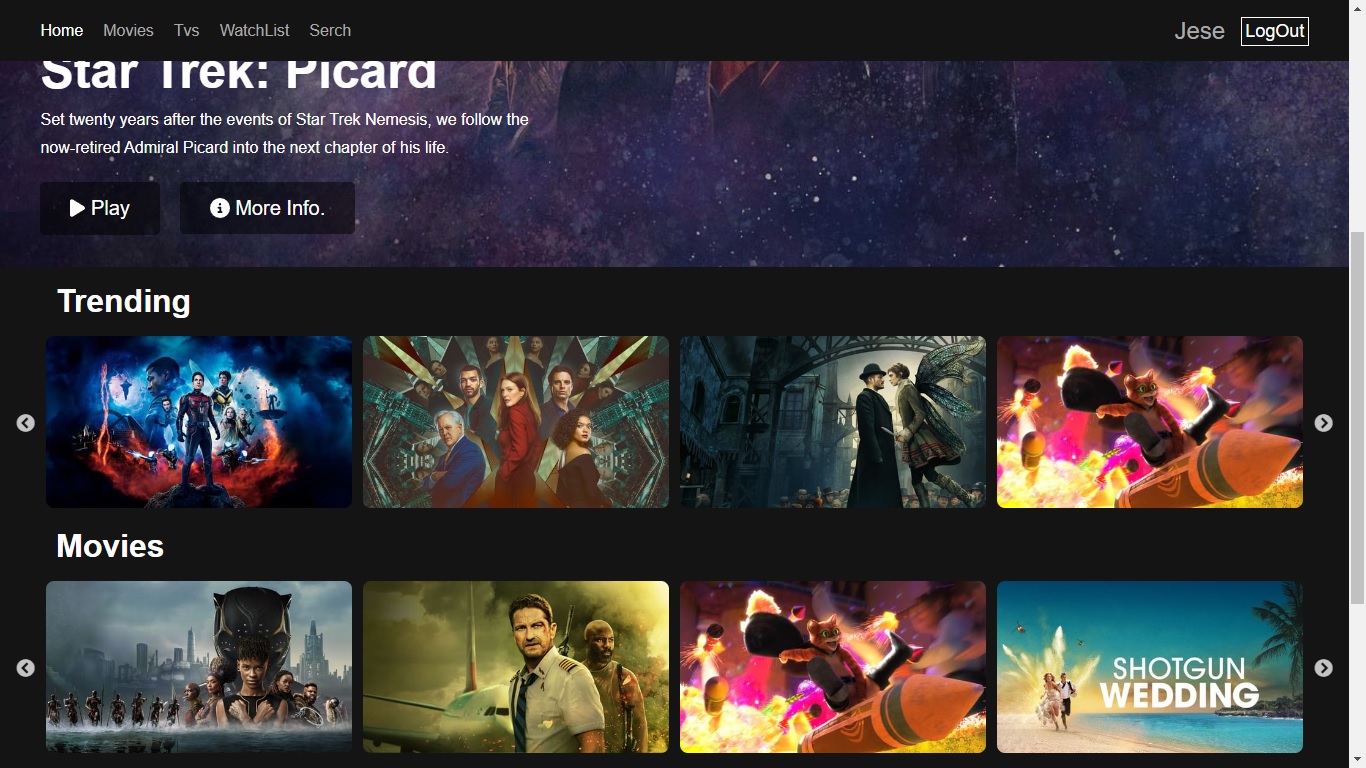 Home Movies Tvs WatchList Serch Jese LogOut
Star Trek: Picard
Set twenty years after the events of Star Trek Nemesis, we follow the
now-retired Admiral Picard into the next chapter of his life.
Play More Info.
Trending
Movies
SHOTGUN
WEDDING